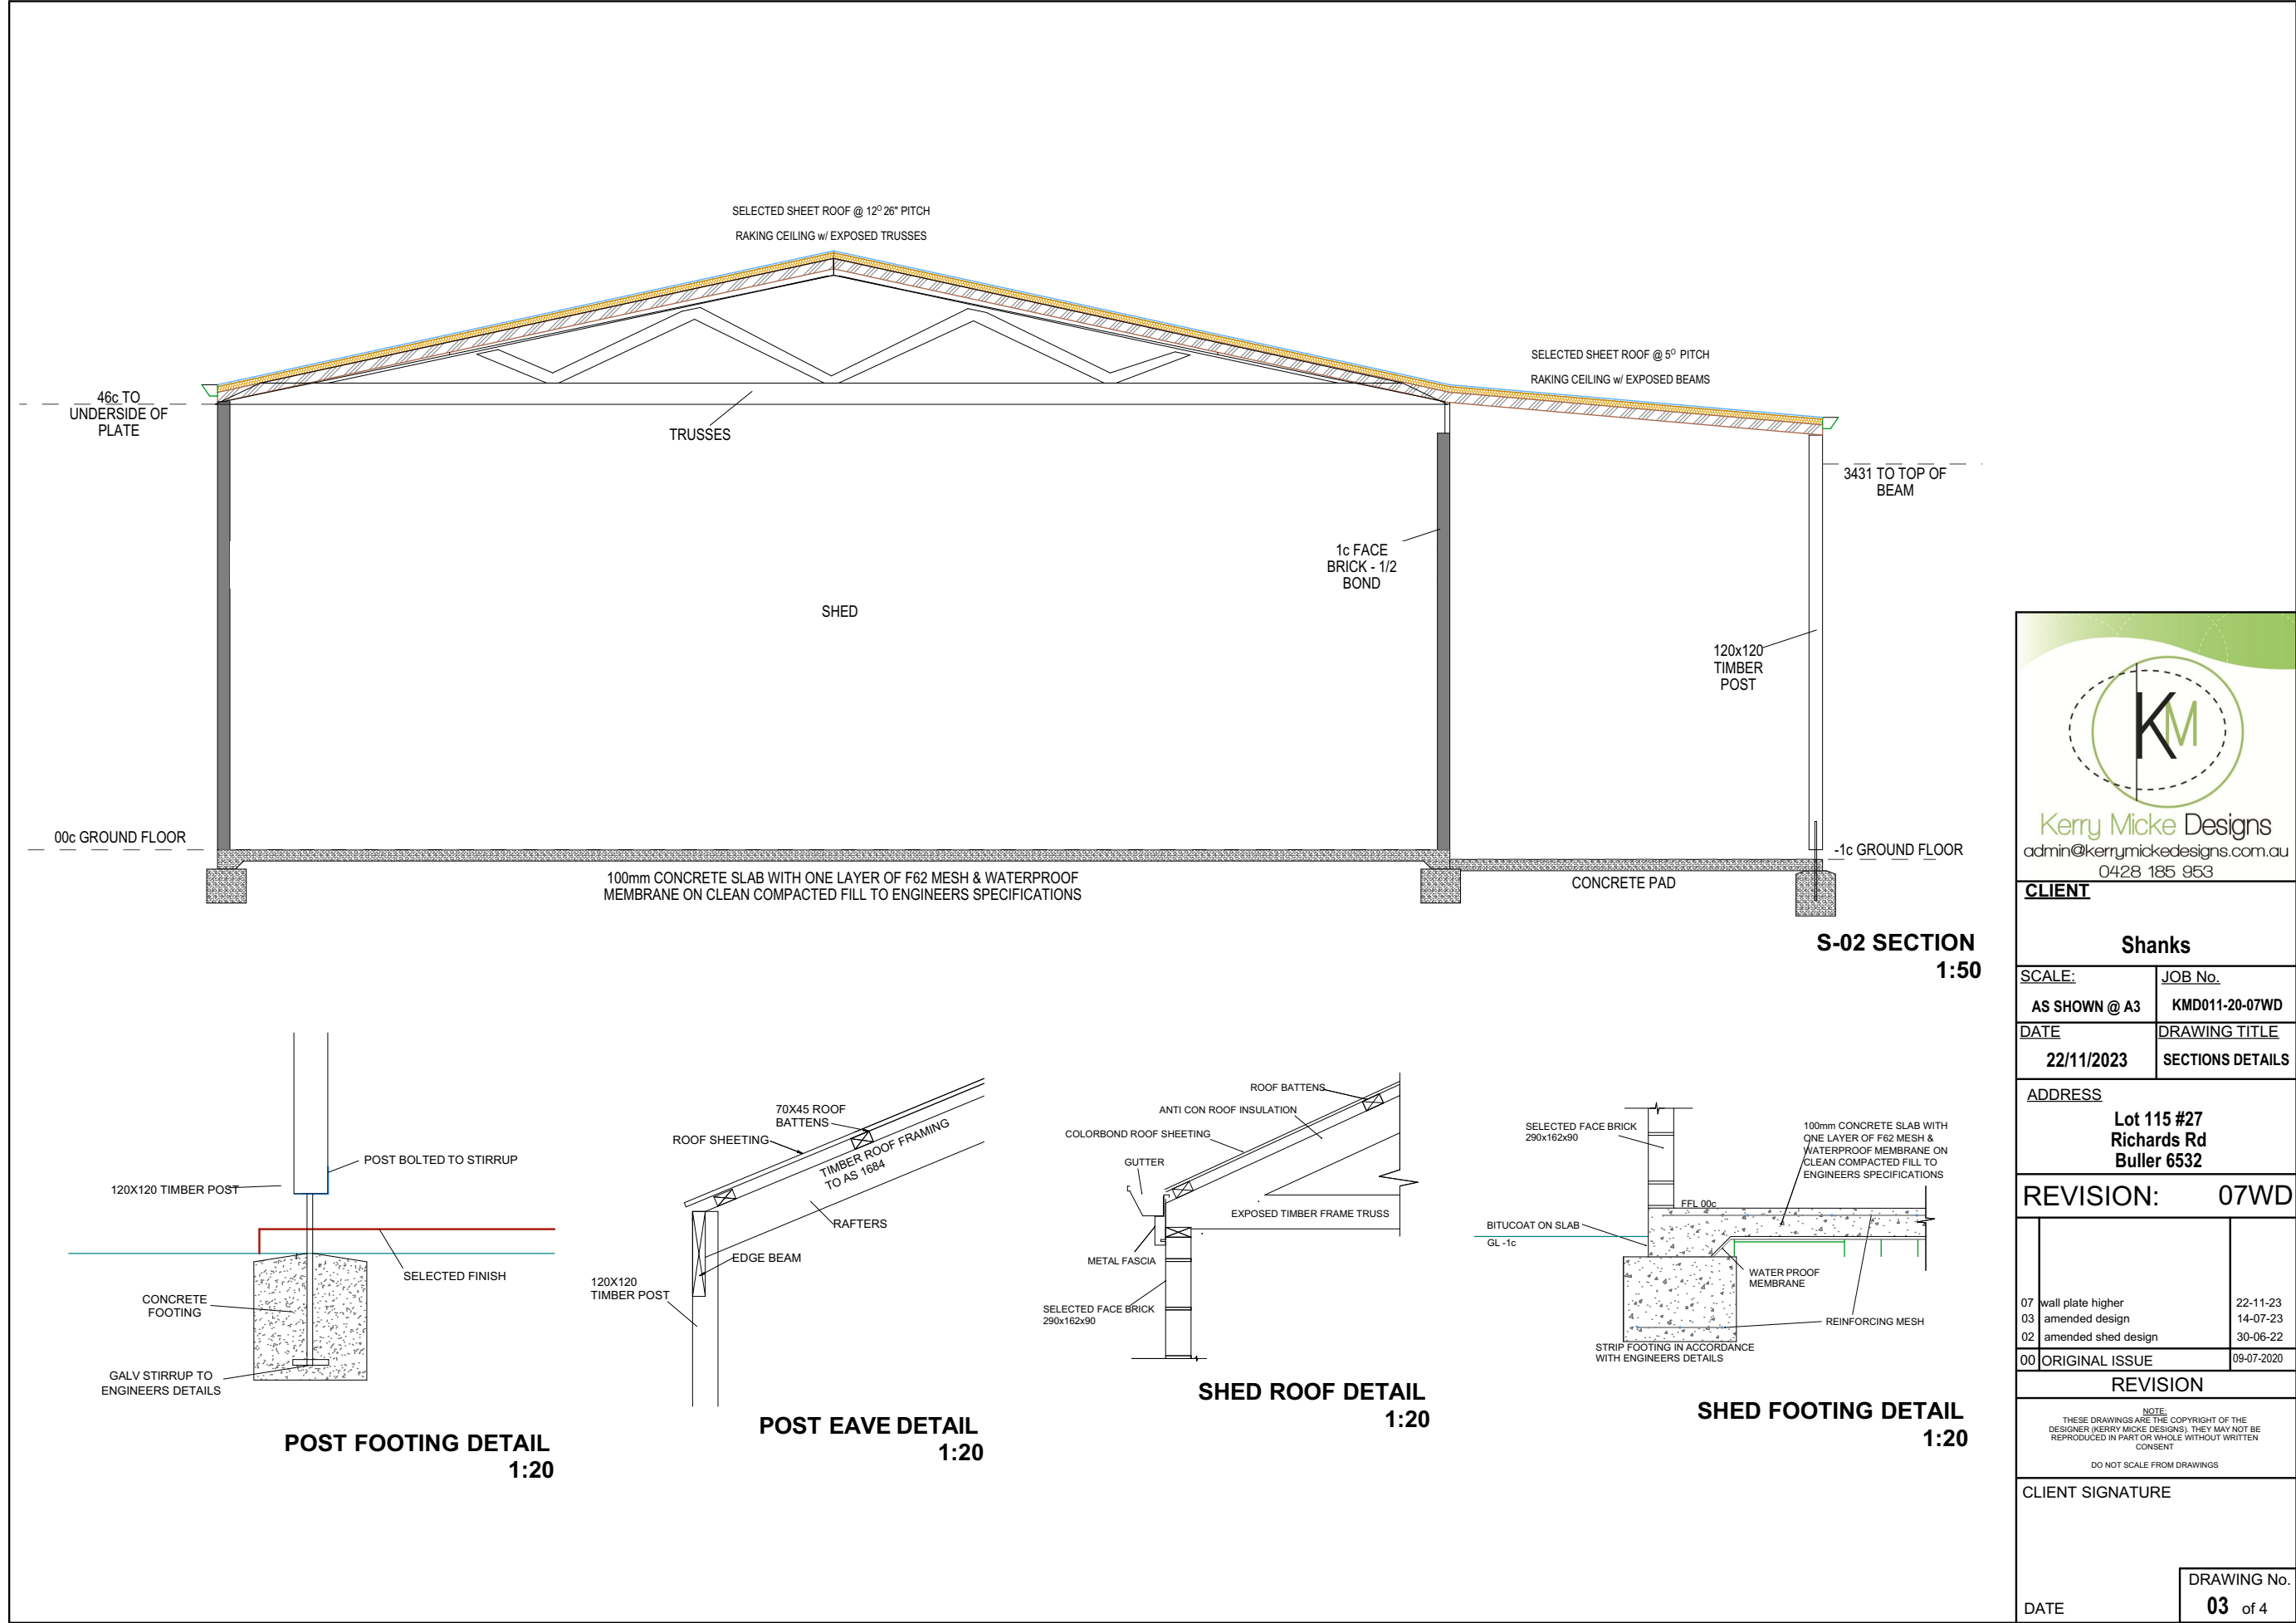 SELECTED SHEET ROOF @ 12⁰ 26" PITCH
RAKING CEILING w/ EXPOSED TRUSSES
SELECTED SHEET ROOF @ 5⁰ PITCH
RAKING CEILING w/ EXPOSED BEAMS
46c TO
UNDERSIDE OF
PLATE
TRUSSES
3431 TO TOP OF
BEAM
1c FACE
BRICK - 1/2
BOND
SHED
120x120
TIMBER
POST
00c GROUND FLOOR
-1c GROUND FLOOR
100mm CONCRETE SLAB WITH ONE LAYER OF F62 MESH & WATERPROOF
MEMBRANE ON CLEAN COMPACTED FILL TO ENGINEERS SPECIFICATIONS
CONCRETE PAD
S-02 SECTION
1:50
POST BOLTED TO STIRRUP
120X120 TIMBER POST
SELECTED FINISH
CONCRETE
FOOTING
GALV STIRRUP TO
ENGINEERS DETAILS
POST FOOTING DETAIL
1:20
70X45 ROOF
BATTENS
ROOF SHEETING
TIMBER ROOF FRAMING
TO AS 1684
RAFTERS
EDGE BEAM
120X120
TIMBER POST
POST EAVE DETAIL
1:20
ROOF BATTENS
ANTI CON ROOF INSULATION
COLORBOND ROOF SHEETING
GUTTER
EXPOSED TIMBER FRAME TRUSS
METAL FASCIA
SELECTED FACE BRICK
290x162x90
SHED ROOF DETAIL
1:20
SELECTED FACE BRICK
290x162x90
100mm CONCRETE SLAB WITH
ONE LAYER OF F62 MESH &
WATERPROOF MEMBRANE ON
CLEAN COMPACTED FILL TO
ENGINEERS SPECIFICATIONS
FFL 00c
BITUCOAT ON SLAB
GL -1c
WATER PROOF
MEMBRANE
REINFORCING MESH
STRIP FOOTING IN ACCORDANCE
WITH ENGINEERS DETAILS
SHED FOOTING DETAIL
1:20
KM
Kerry Micke Designs
admin@kerrymickedesigns.com.au
0428 185 953
CLIENT
Shanks
SCALE:
AS SHOWN @ A3
JOB No.
KMD011-20-07WD
DATE
22/11/2023
DRAWING TITLE
SECTIONS DETAILS
ADDRESS
Lot 115 #27
Richards Rd
Buller 6532
REVISION: 07WD
07 wall plate higher 22-11-23
03 amended design 14-07-23
02 amended shed design 30-06-22
00 ORIGINAL ISSUE 09-07-2020
REVISION
NOTE:
THESE DRAWINGS ARE THE COPYRIGHT OF THE
DESIGNER (KERRY MICKE DESIGNS). THEY MAY NOT BE
REPRODUCED IN PART OR WHOLE WITHOUT WRITTEN
CONSENT
DO NOT SCALE FROM DRAWINGS
CLIENT SIGNATURE
DATE
DRAWING No.
03 of 4